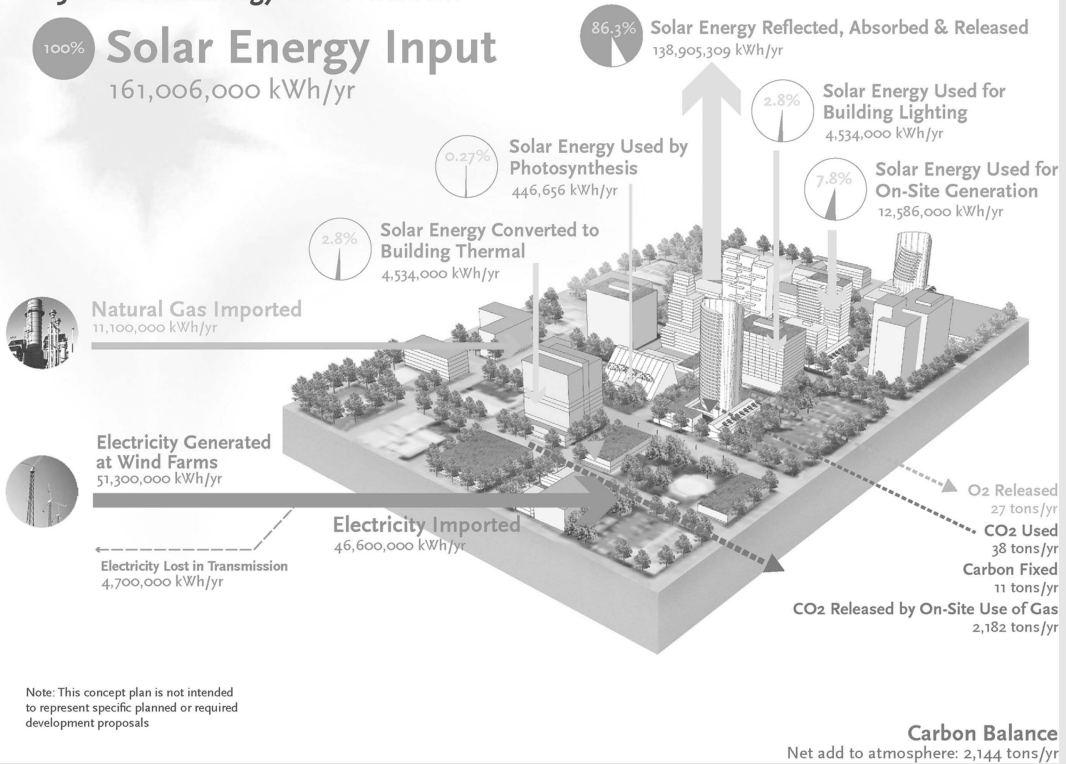 100%
Solar Energy Input
161,006,000 kWh/yr
86.3%
Solar Energy Reflected, Absorbed & Released
138,905,309 kWh/yr
2.8%
Solar Energy Used for
Building Lighting
4,534,000 kWh/yr
0.27%
Solar Energy Used by
Photosynthesis
446,656 kWh/yr
7.8%
Solar Energy Used for
On-Site Generation
12,586,000 kWh/yr
2.8%
Solar Energy Converted to
Building Thermal
4,534,000 kWh/yr
Natural Gas Imported
11,100,000 kWh/yr
Electricity Generated
at Wind Farms
51,300,000 kWh/yr
Electricity Imported
46,600,000 kWh/yr
Electricity Lost in Transmission
4,700,000 kWh/yr
O2 Released
27 tons/yr
CO2 Used
38 tons/yr
Carbon Fixed
11 tons/yr
CO2 Released by On-Site Use of Gas
2,182 tons/yr
Note: This concept plan is not intended
to represent specific planned or required
development proposals
Carbon Balance
Net add to atmosphere: 2,144 tons/yr